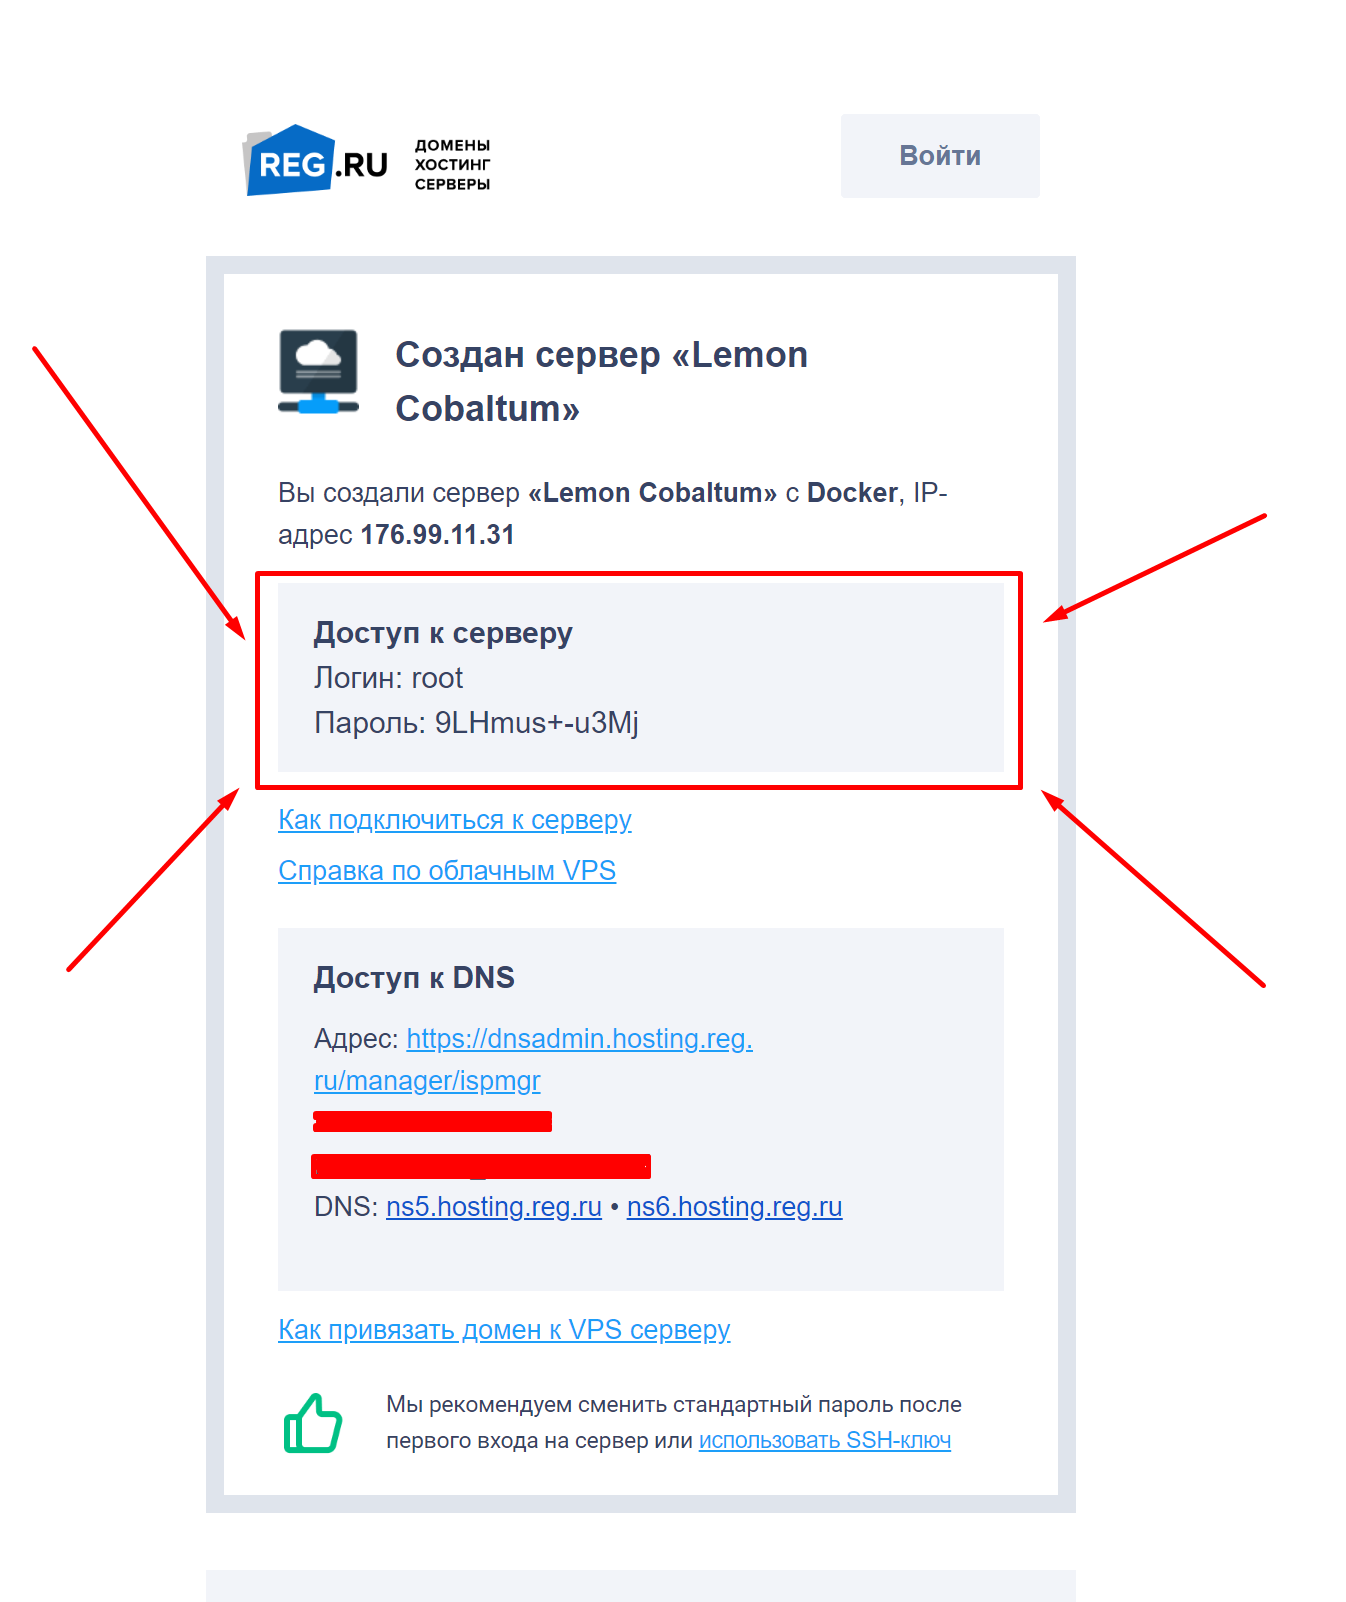 REG.RU
ДОМЕНЫ
ХОСТИНГ
СЕРВЕРЫ
Войти
Создан сервер «Lemon
Cobaltum»
Вы создали сервер «Lemon Cobaltum» с Docker, IP-
адрес 176.99.11.31
Доступ к серверу
Логин: root
Пароль: 9LHmus+-u3Mj
Как подключиться к серверу
Справка по облачным VPS
Доступ к DNS
Адрес: https://dnsadmin.hosting.reg.
ru/manager/ispmgr
DNS: ns5.hosting.reg.ru • ns6.hosting.reg.ru
Как привязать домен к VPS серверу
Мы рекомендуем сменить стандартный пароль после
первого входа на сервер или использовать SSH-ключ